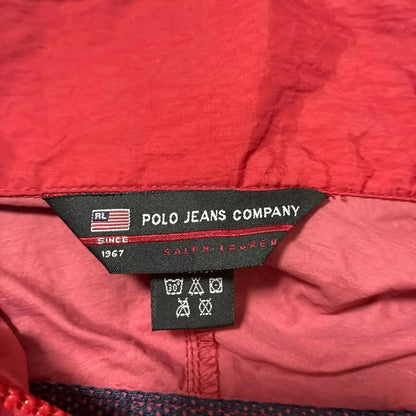 RL
POLO JEANS COMPANY
SINCE
1967
RALPH LAUREN
30°